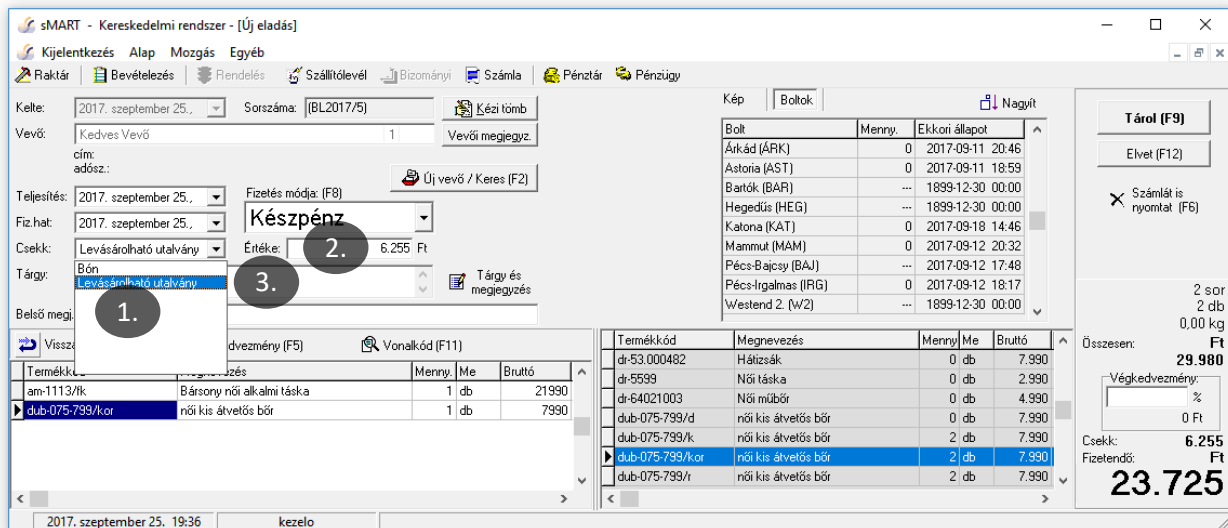 sMART - Kereskedelmi rendszer - [Új eladás]
Kijelentkezés Alap Mozgás Egyéb
Raktár Bevételezés Rendelés Szállítólevél Bizományi Számla Pénztár Pénzügy
Kelte: 2017. szeptember 25., Sorszáma: (BL2017/5) Kézi tömb
Vevő: Kedves Vevő 1 Vevői megjegyz.
cím:
adósz.:
Új vevő / Keres (F2)
Teljesítés: 2017. szeptember 25., Fizetés módja: (F8)
Fiz.hat: 2017. szeptember 25., Készpénz
Csekk: Levásárolható utalvány Értéke: 2. 6.255 Ft
Bón
Levásárolható utalvány 3.
1.
Tárgy: Tárgy és
megjegyzés
Belső megj.
Kép Boltok Nagyít
Bolt Menny. Ekkori állapot
Árkád (ÁRK) 0 2017-09-11 20:46
Astoria (AST) 0 2017-09-11 18:59
Bartók (BAR) --- 1899-12-30 00:00
Hegedűs (HEG) --- 1899-12-30 00:00
Katona (KAT) 0 2017-09-18 14:46
Mammut (MAM) 0 2017-09-12 20:32
Pécs-Bajcsy (BAJ) --- 2017-09-12 17:48
Pécs-Irgalmas (IRG) 0 2017-09-12 18:17
Westend 2. (W2) --- 1899-12-30 00:00
Tárol (F9)
Elvet (F12)
Számlát is
nyomtat (F6)
2 sor
2 db
0,00 kg
Összesen: Ft
29.980
Végkedvezmény:
%
0 Ft
Csekk: 6.255
Fizetendő: Ft
23.725
Vissz dvezmény (F5) Vonalkód (F11)
Termékk Megnevezés Menny. Me Bruttó
am-1113/fk Bársony női alkalmi táska 1 db 21990
dub-075-799/kor női kis átvetős bőr 1 db 7990
Termékkód Megnevezés Menny Me Bruttó
dr-53.000482 Hátizsák 0 db 7.990
dr-5599 Női táska 0 db 2.990
dr-64021003 Női műbőr 0 db 4.990
dub-075-799/d női kis átvetős bőr 0 db 7.990
dub-075-799/k női kis átvetős bőr 2 db 7.990
dub-075-799/kor női kis átvetős bőr 2 db 7.990
dub-075-799/r női kis átvetős bőr 2 db 7.990
2017. szeptember 25. 19:36 kezelo